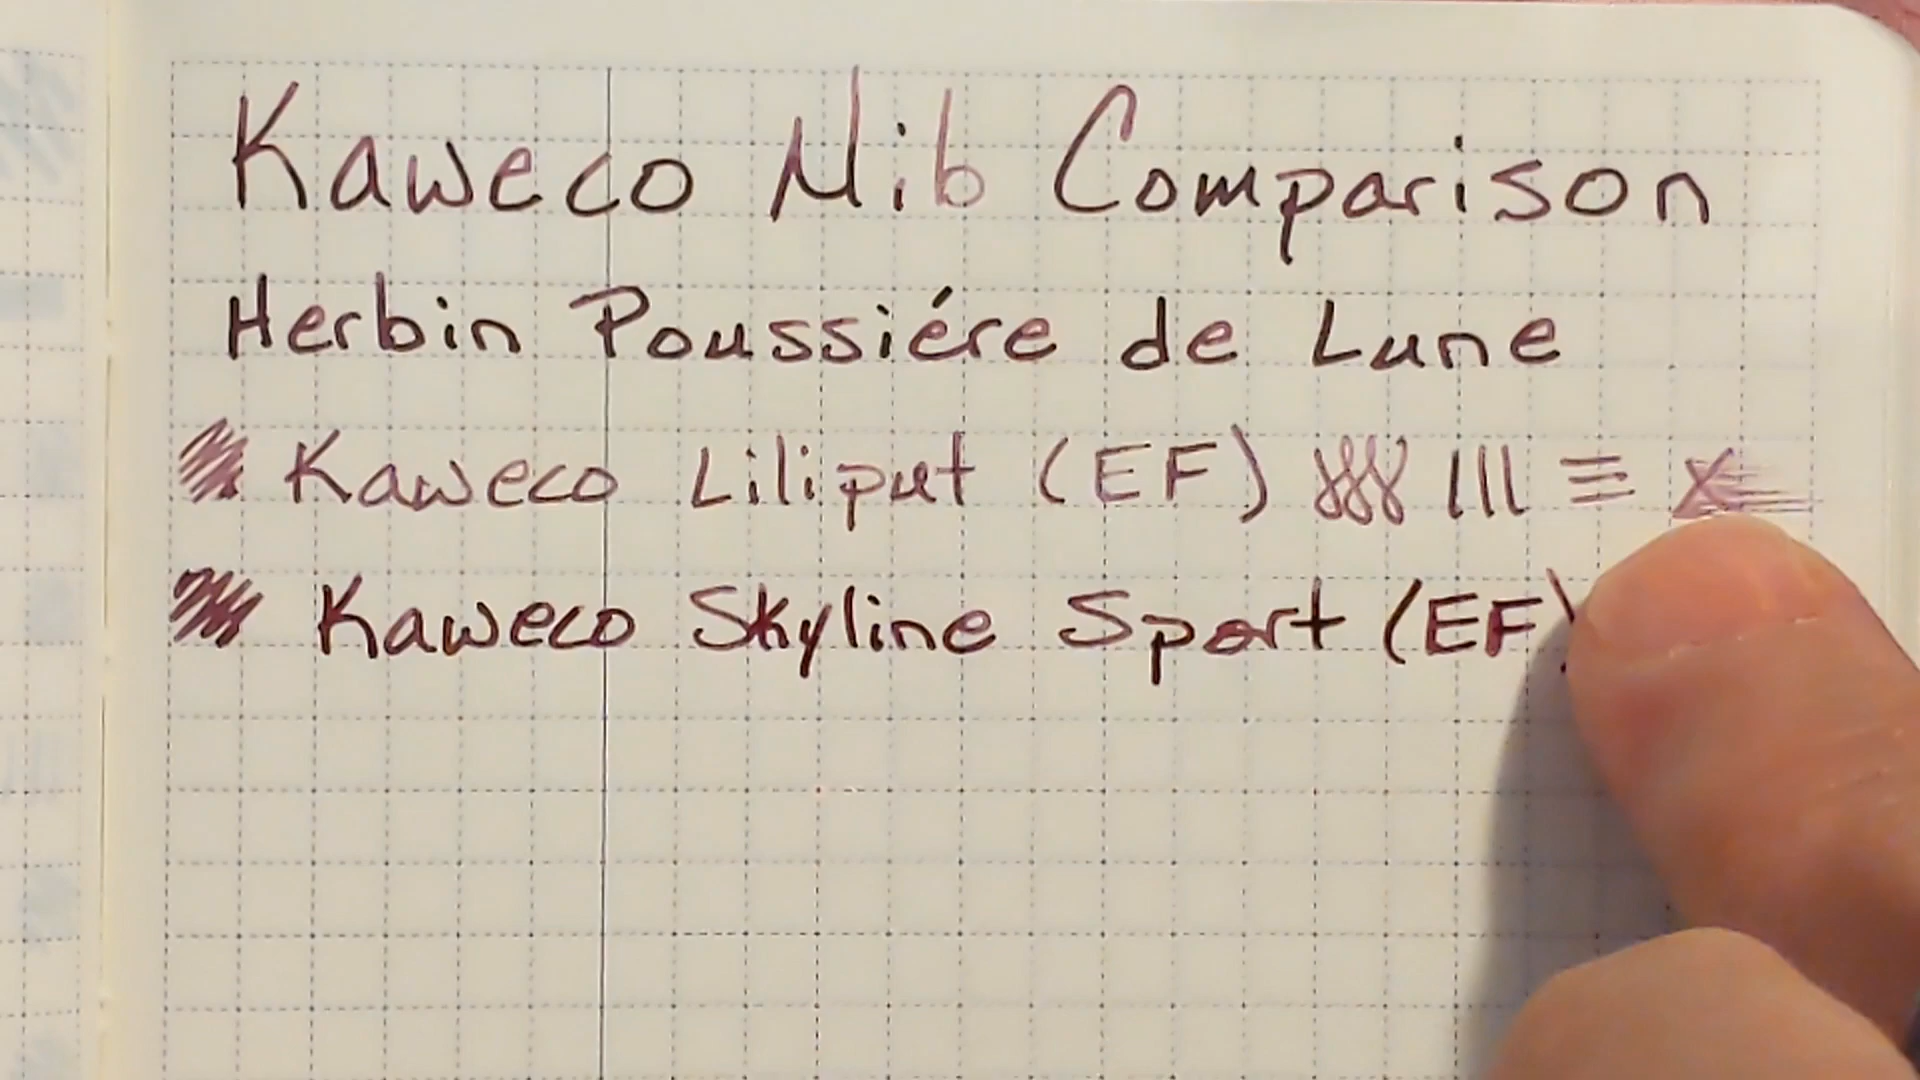 Kaweco Nib Comparison
Herbin Poussiére de Lune
Kaweco Liliput (EF)
Kaweco Skyline Sport (EF)